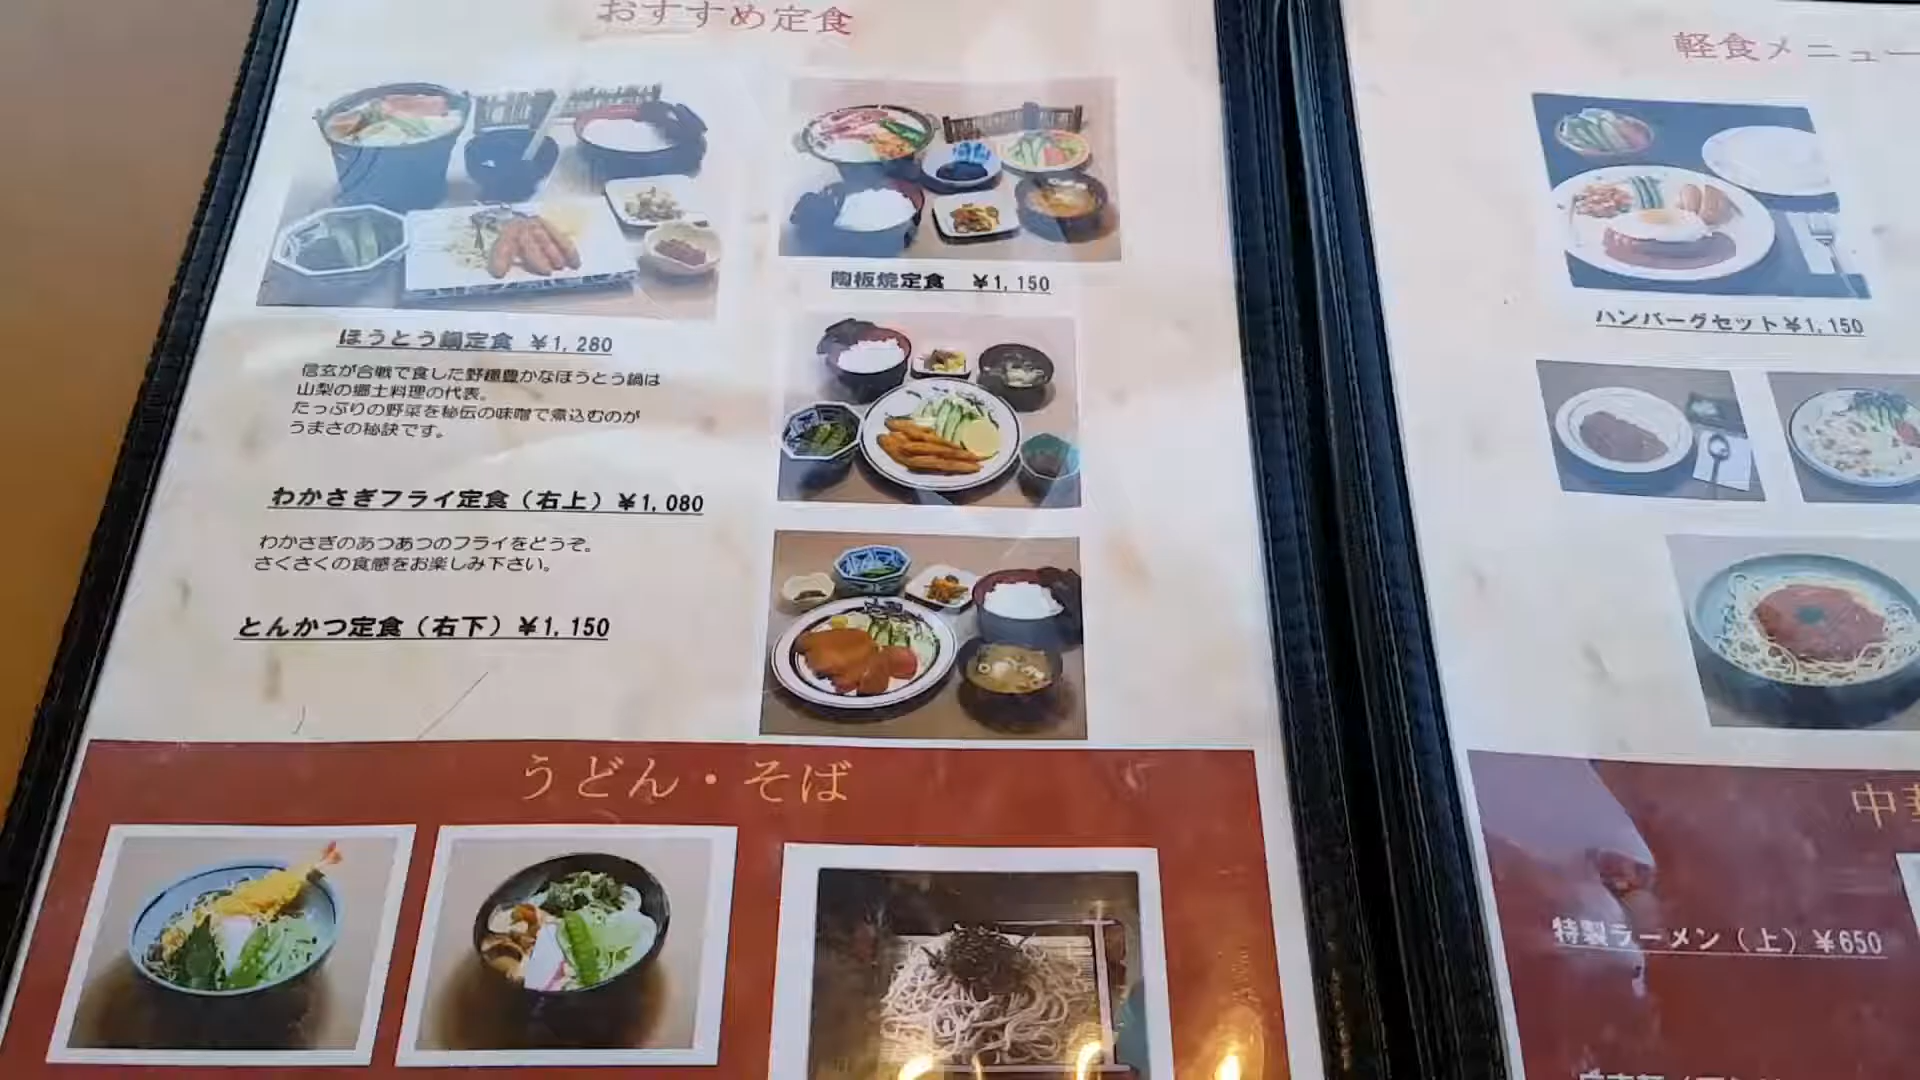 おすすめ定食
ほうとう鍋定食 ¥1,280
信玄が合戦で食した野趣豊かなほうとう鍋は
山梨の郷土料理の代表。
たっぷりの野菜を秘伝の味噌で煮込むのが
うまさの秘訣です。
わかさぎフライ定食（右上）¥1,080
わかさぎのあつあつのフライをどうぞ。
さくさくの食感をお楽しみ下さい。
とんかつ定食（右下）¥1,150
陶板焼定食 ¥1,150
うどん・そば
軽食メニュー
ハンバーグセット¥1,150
中華
特製ラーメン（上）¥650